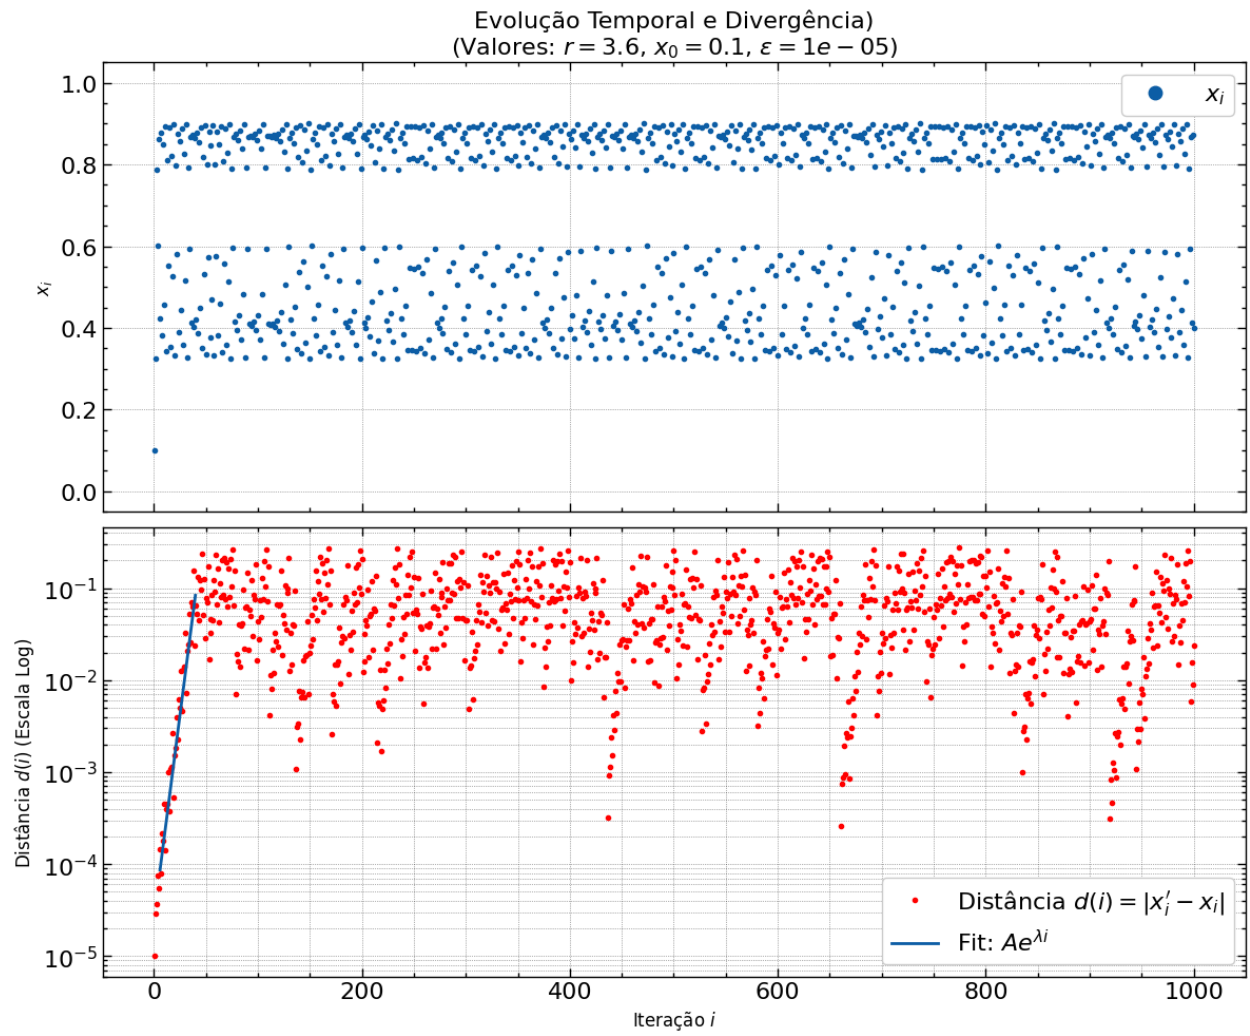 Evolução Temporal e Divergência)
(Valores: r = 3.6, x₀ = 0.1, ε = 1e − 05)
1.0
0.8
0.6
0.4
0.2
0.0
xᵢ
xᵢ
10⁻¹
10⁻²
10⁻³
10⁻⁴
10⁻⁵
Distância d(i) (Escala Log)
Distância d(i) = |x′ᵢ − xᵢ|
Fit: Ae^{λi}
0 200 400 600 800 1000
Iteração i